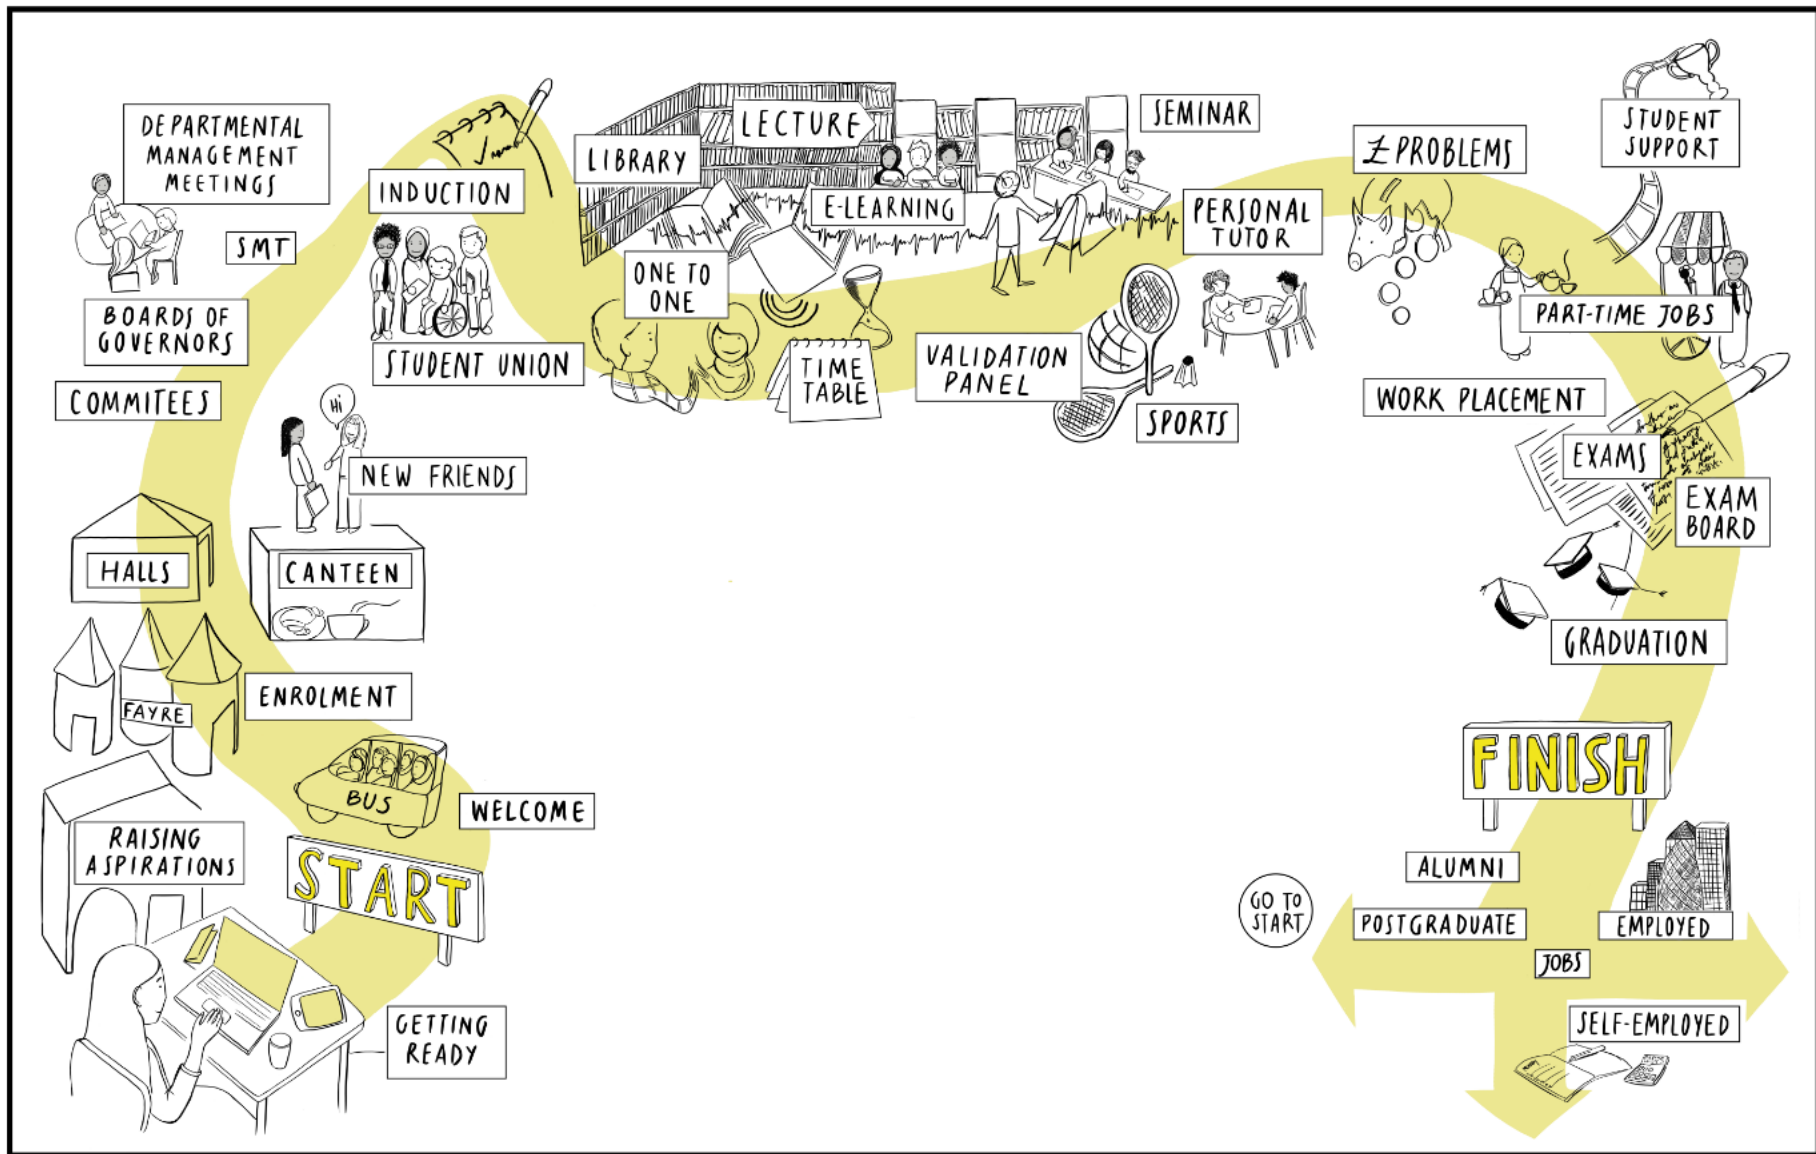 DEPARTMENTAL
MANAGEMENT
MEETINGS
SMT
BOARDS OF
GOVERNORS
COMMITEES
INDUCTION
STUDENT UNION
Hi
NEW FRIENDS
HALLS
CANTEEN
FAYRE
ENROLMENT
BUS
WELCOME
RAISING
ASPIRATIONS
START
GETTING
READY
LIBRARY
LECTURE
E-LEARNING
SEMINAR
ONE TO
ONE
TIME
TABLE
VALIDATION
PANEL
SPORTS
PERSONAL
TUTOR
£ PROBLEMS
STUDENT
SUPPORT
PART-TIME JOBS
WORK PLACEMENT
EXAMS
EXAM
BOARD
GRADUATION
FINISH
ALUMNI
GO TO
START
POSTGRADUATE
EMPLOYED
JOBS
SELF-EMPLOYED